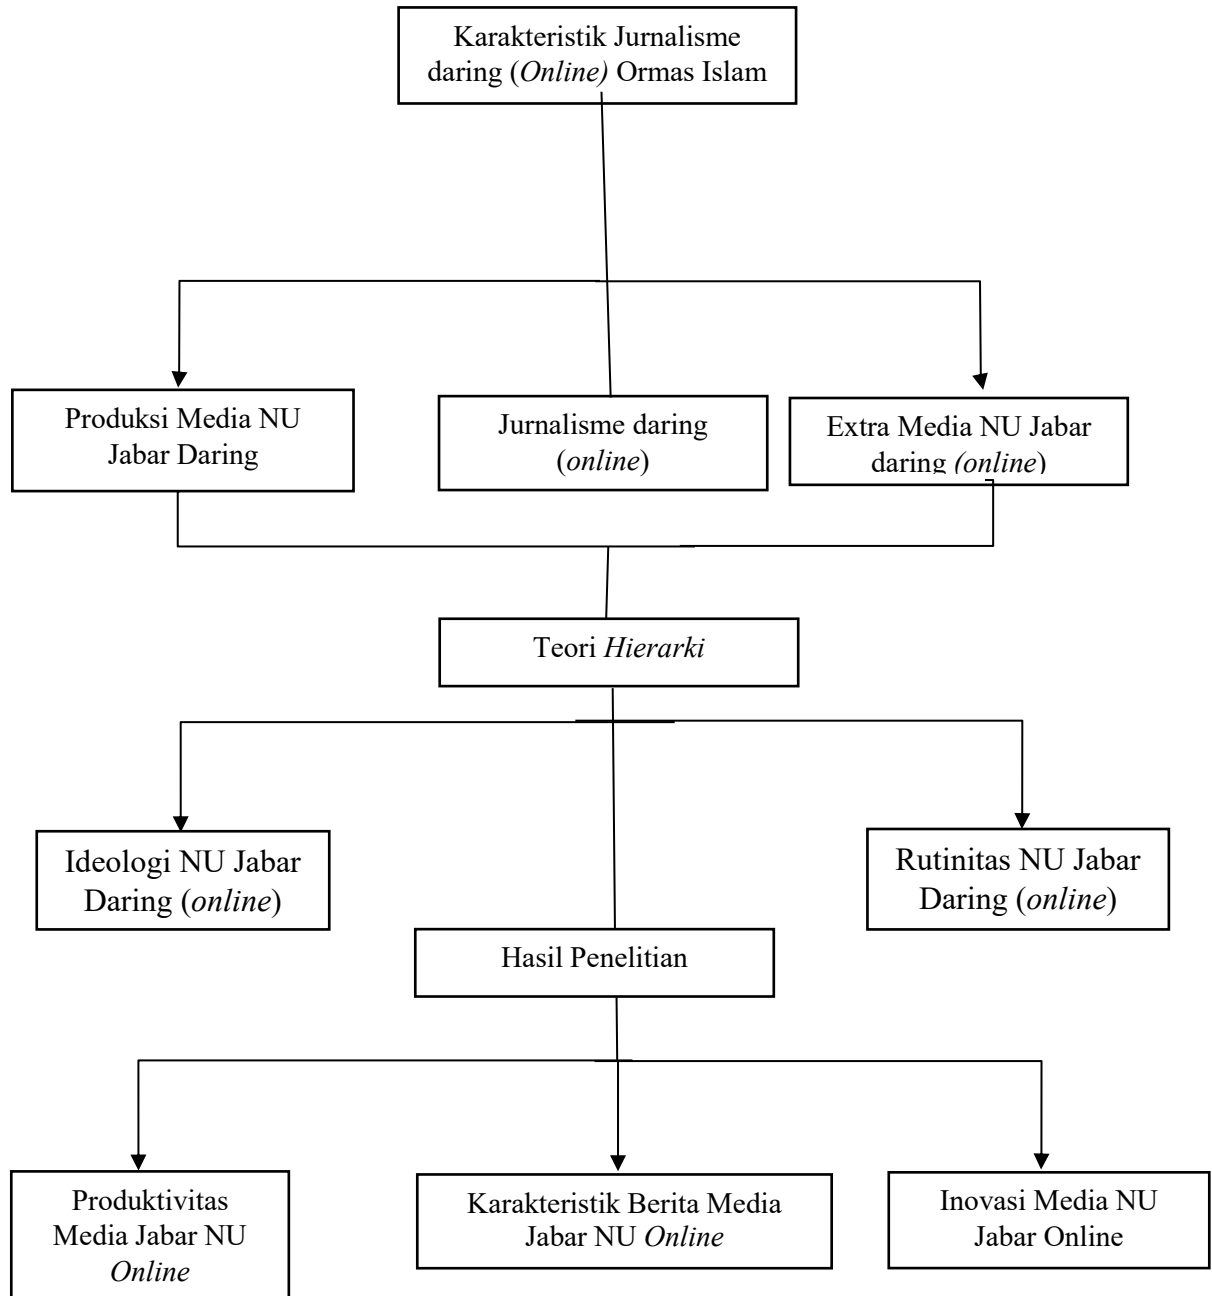 Karakteristik Jurnalisme
daring (Online) Ormas Islam
Produksi Media NU
Jabar Daring
Jurnalisme daring
(online)
Extra Media NU Jabar
daring (online)
Teori Hierarki
Ideologi NU Jabar
Daring (online)
Rutinitas NU Jabar
Daring (online)
Hasil Penelitian
Produktivitas
Media Jabar NU
Online
Karakteristik Berita Media
Jabar NU Online
Inovasi Media NU
Jabar Online